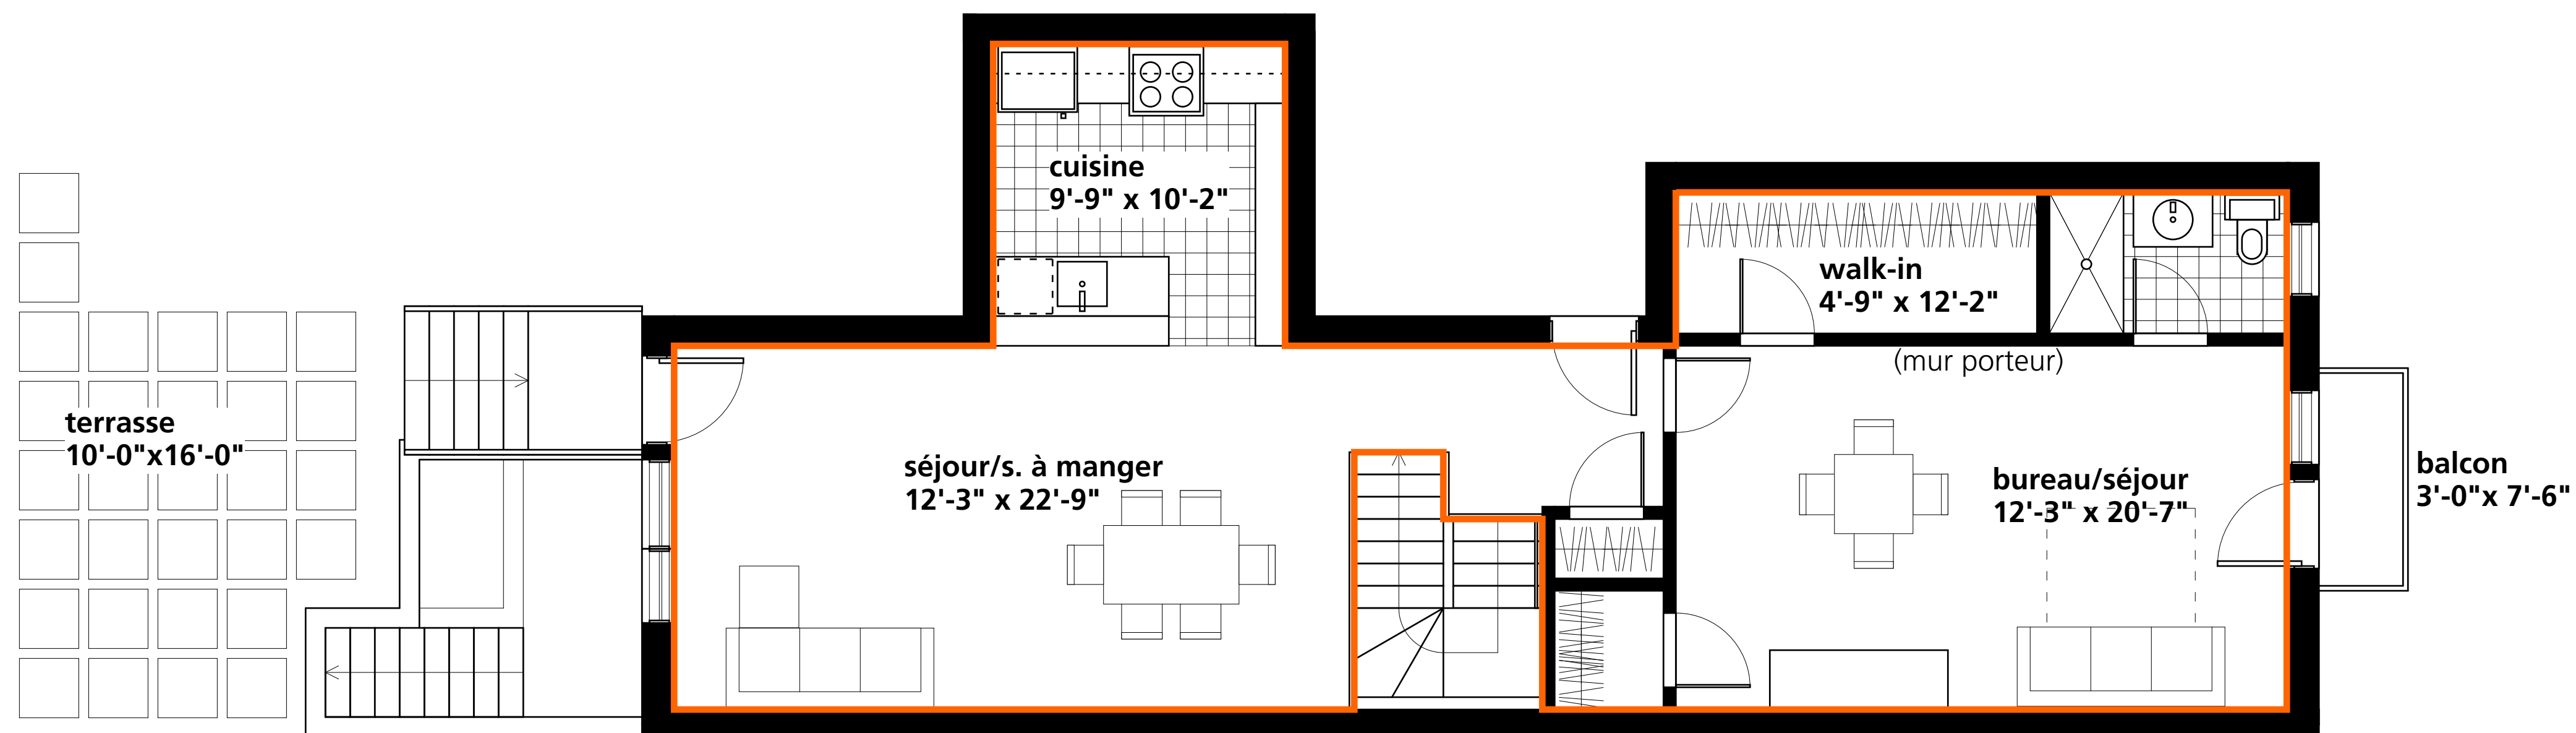 cuisine
9'-9" x 10'-2"
walk-in
4'-9" x 12'-2"
(mur porteur)
terrasse
10'-0"x16'-0"
séjour/s. à manger
12'-3" x 22'-9"
bureau/séjour
12'-3" x 20'-7"
balcon
3'-0"x 7'-6"